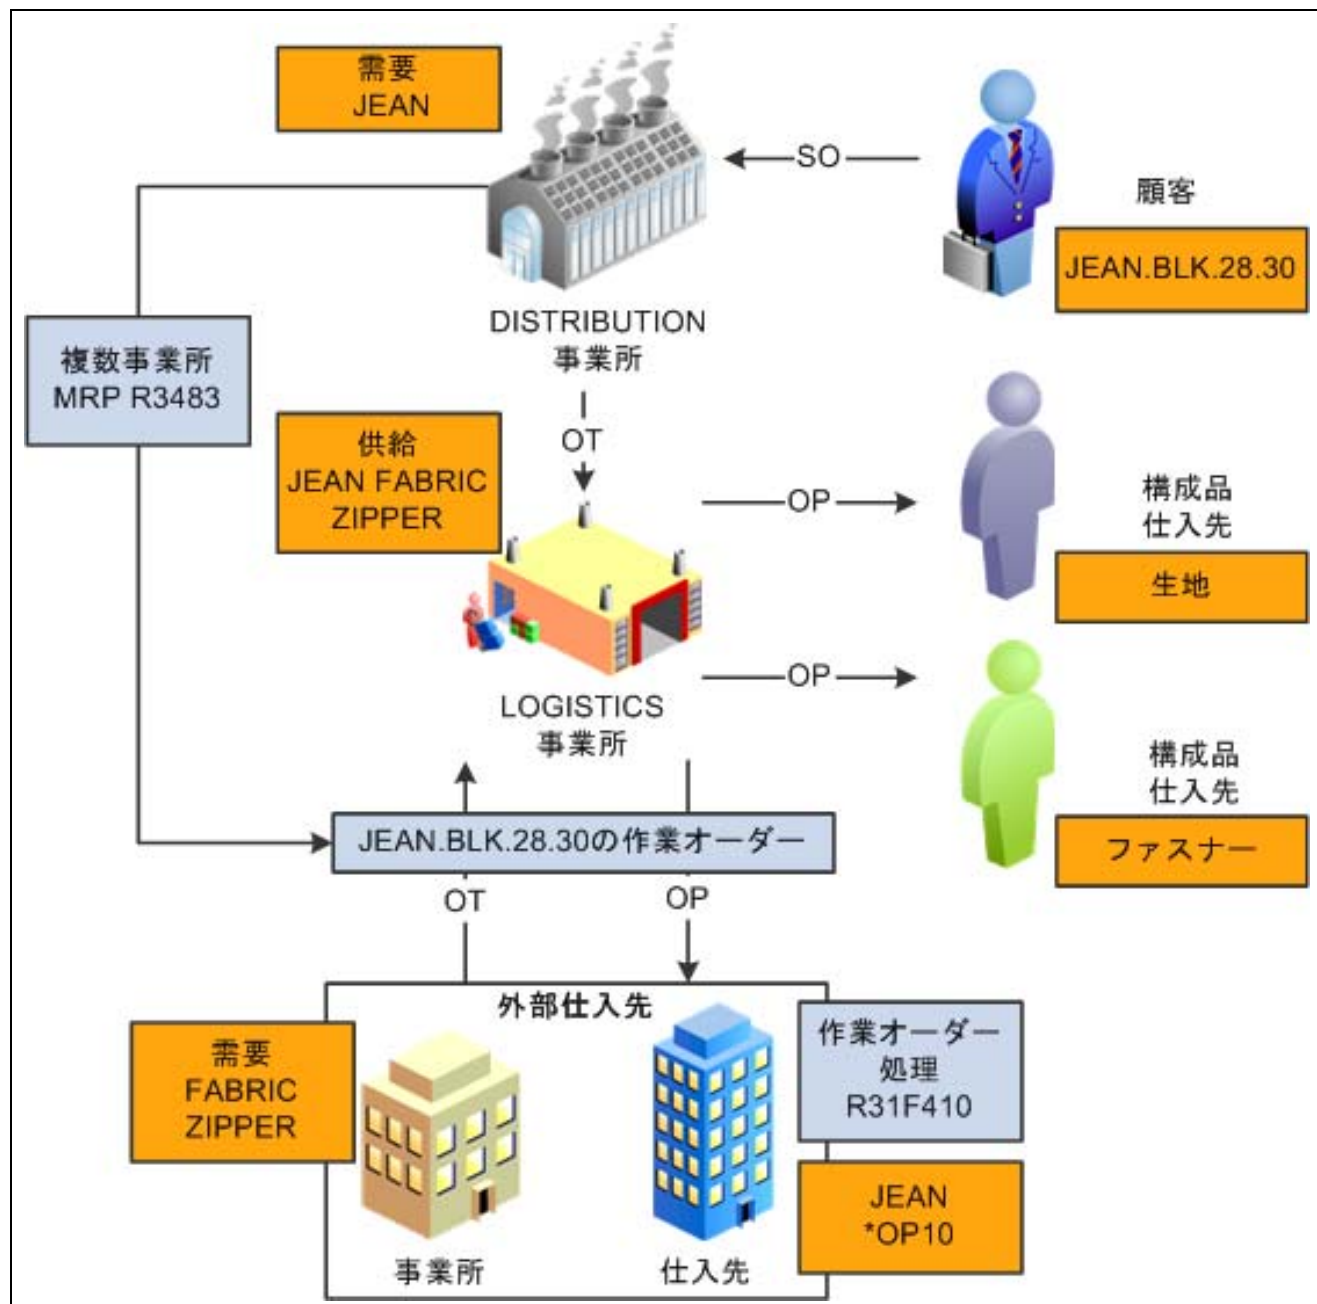 需要
JEAN
SO
顧客
JEAN.BLK.28.30
DISTRIBUTION
事業所
複数事業所
MRP R3483
OT
供給
JEAN FABRIC
ZIPPER
OP
構成品
仕入先
生地
OP
LOGISTICS
事業所
構成品
仕入先
ファスナー
JEAN.BLK.28.30の作業オーダー
OT
OP
外部仕入先
需要
FABRIC
ZIPPER
作業オーダー
処理
R31F410
JEAN
*OP10
事業所
仕入先